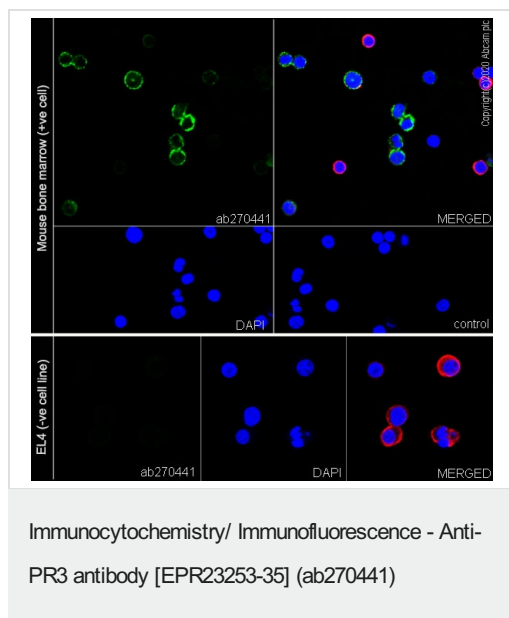 Mouse bone marrow (+ve cell)
ab270441
MERGED
Copyright (c) 2020 Abcam plc
DAPI
control
EL4 (-ve cell line)
ab270441
DAPI
MERGED
Immunocytochemistry/ Immunofluorescence - Anti-
PR3 antibody [EPR23253-35] (ab270441)